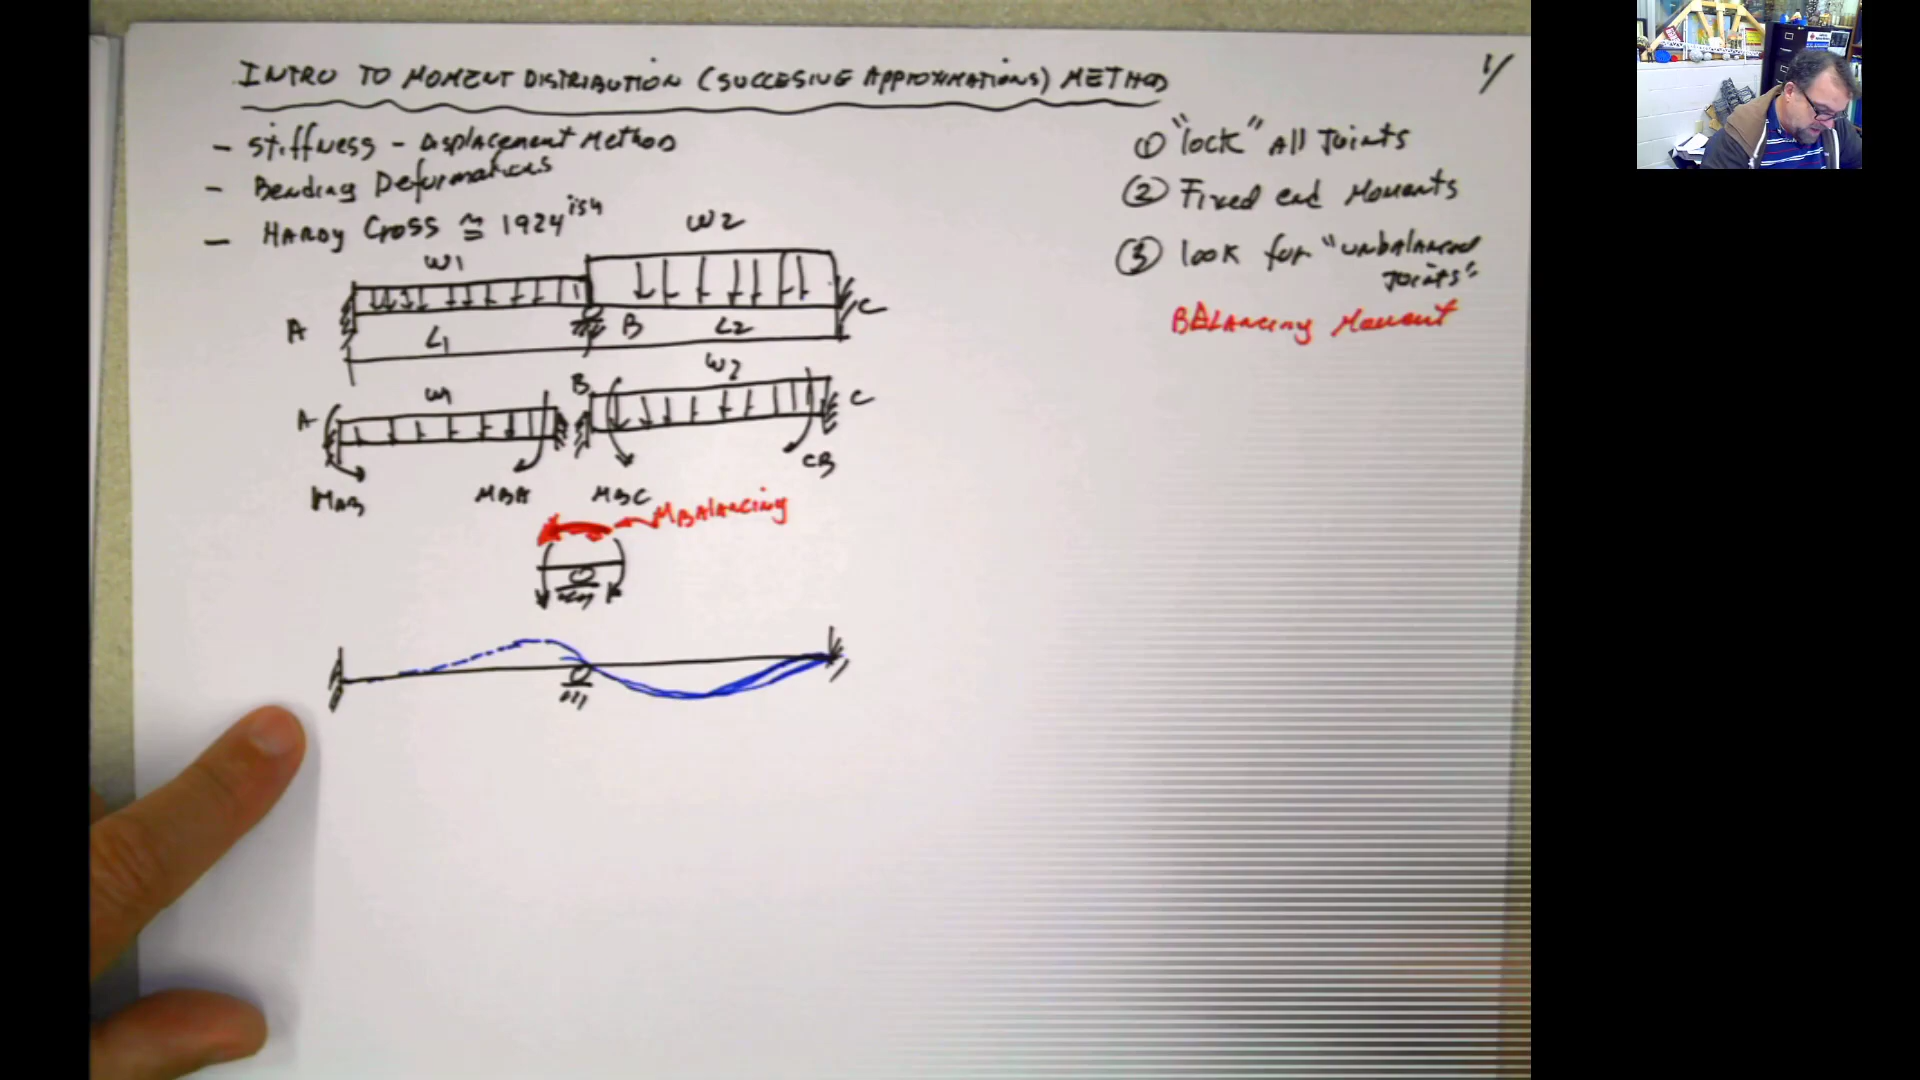 INTRO TO MOMENT DISTRIBUTION (SUCCESIVE APPROXIMATIONS) METHOD
1/
- Stiffness - Displacement Method
- Bending Deformations
- HARDY CROSS ≅ 1924ish
① "lock" All Joints
② Fixed end Moments
③ look for "unbalanced
Joints"
BALancing Moment
w1
w2
A
L1
B
L2
C
A
w1
B
w2
C
MAB
MBA
MBC
CB
MBALancing